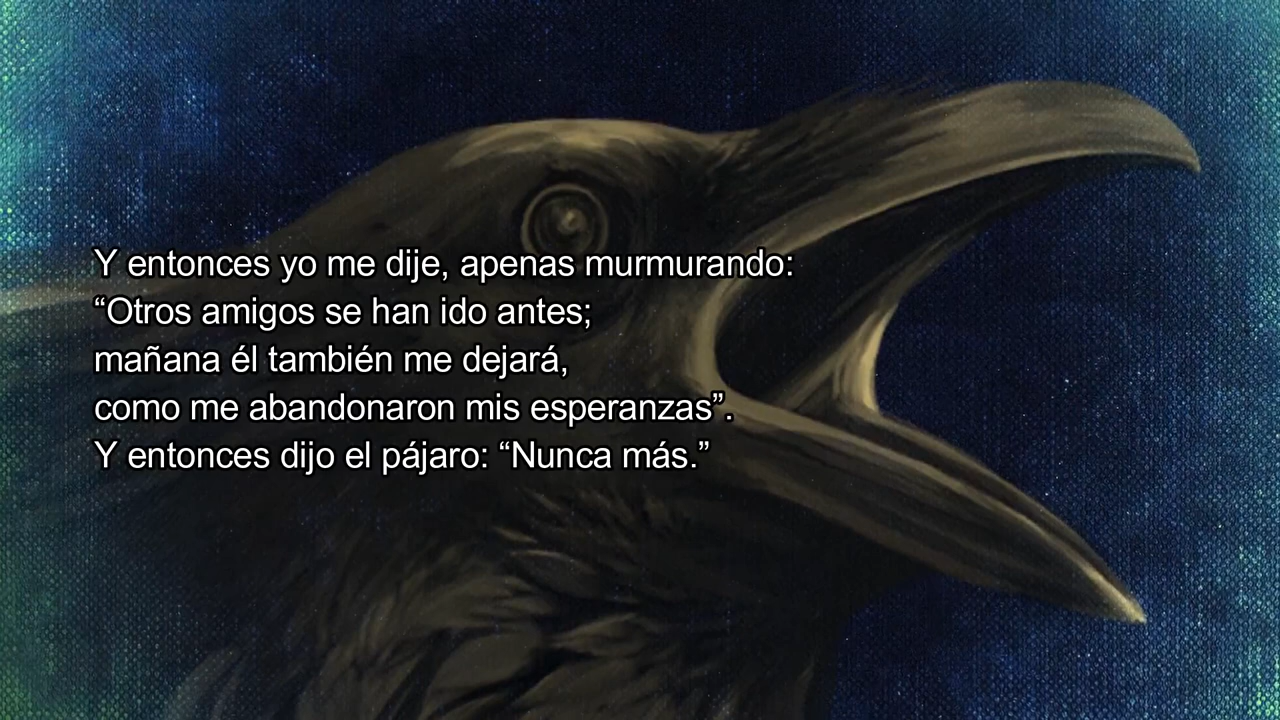 Y entonces yo me dije, apenas murmurando:
“Otros amigos se han ido antes;
mañana él también me dejará,
como me abandonaron mis esperanzas”.
Y entonces dijo el pájaro: “Nunca más.”